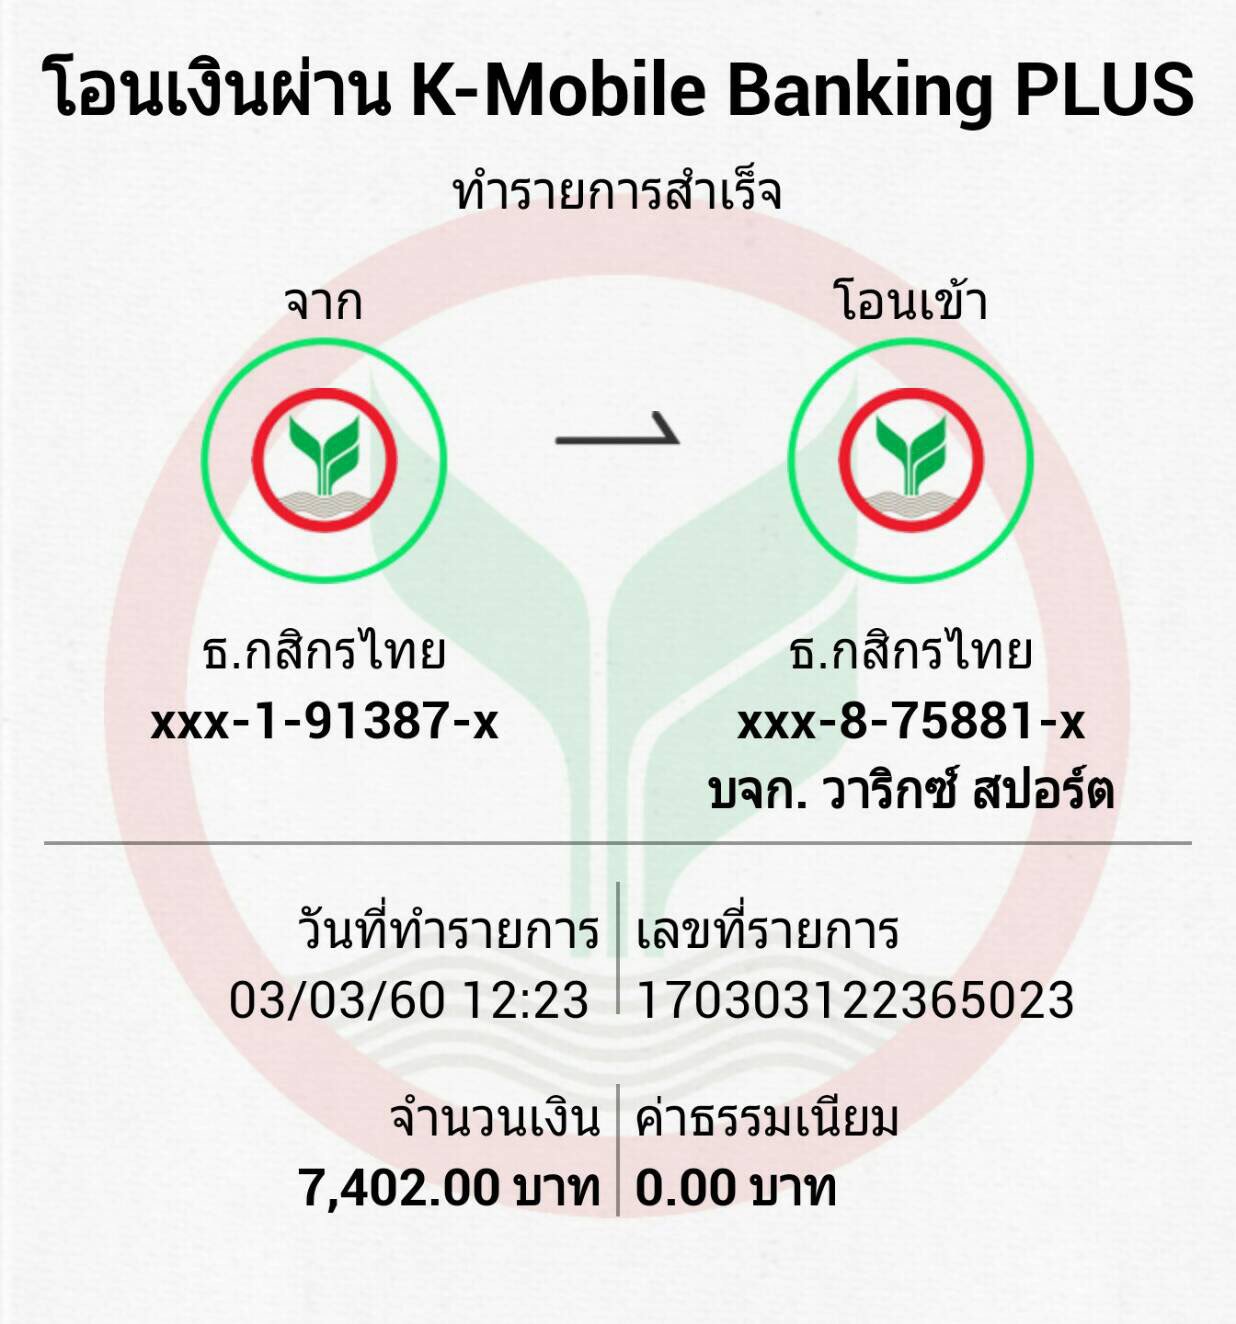 โอนเงินผ่าน K-Mobile Banking PLUS
ทำรายการสำเร็จ
จาก
โอนเข้า
ธ.กสิกรไทย
xxx-1-91387-x
ธ.กสิกรไทย
xxx-8-75881-x
บจก. วาริกซ์ สปอร์ต
วันที่ทำรายการ
03/03/60 12:23
เลขที่รายการ
170303122365023
จำนวนเงิน
7,402.00 บาท
ค่าธรรมเนียม
0.00 บาท